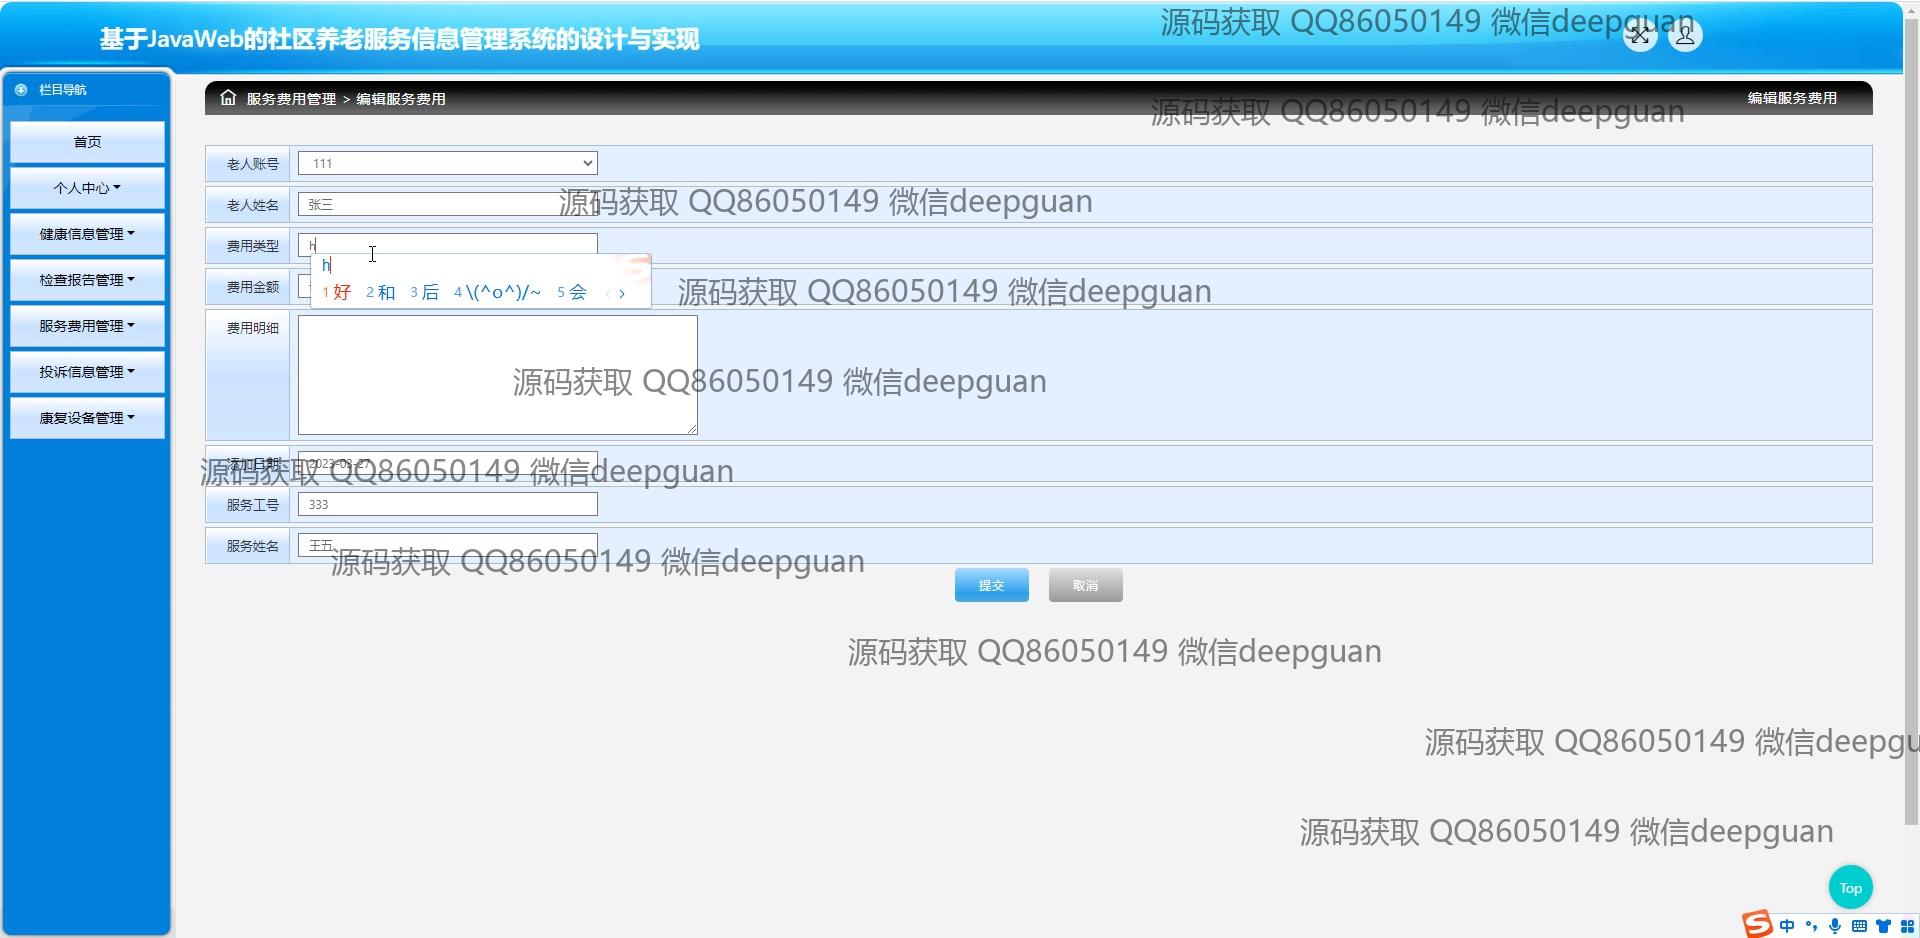 源码获取 QQ86050149 微信deepguan
基于JavaWeb的社区养老服务信息管理系统的设计与实现
栏目导航
首页
个人中心
健康信息管理
检查报告管理
服务费用管理
投诉信息管理
康复设备管理
服务费用管理 > 编辑服务费用
编辑服务费用
源码获取 QQ86050149 微信deepguan
老人账号 111
老人姓名 张三
源码获取 QQ86050149 微信deepguan
费用类型 h
h
1 好 2 和 3 后 4 \(^o^)/~ 5 会
费用金额
源码获取 QQ86050149 微信deepguan
费用明细
源码获取 QQ86050149 微信deepguan
添加日期 2023-03-27
源码获取 QQ86050149 微信deepguan
服务工号 333
服务姓名 王五
源码获取 QQ86050149 微信deepguan
提交 取消
源码获取 QQ86050149 微信deepguan
源码获取 QQ86050149 微信deepgu
源码获取 QQ86050149 微信deepguan
Top
中